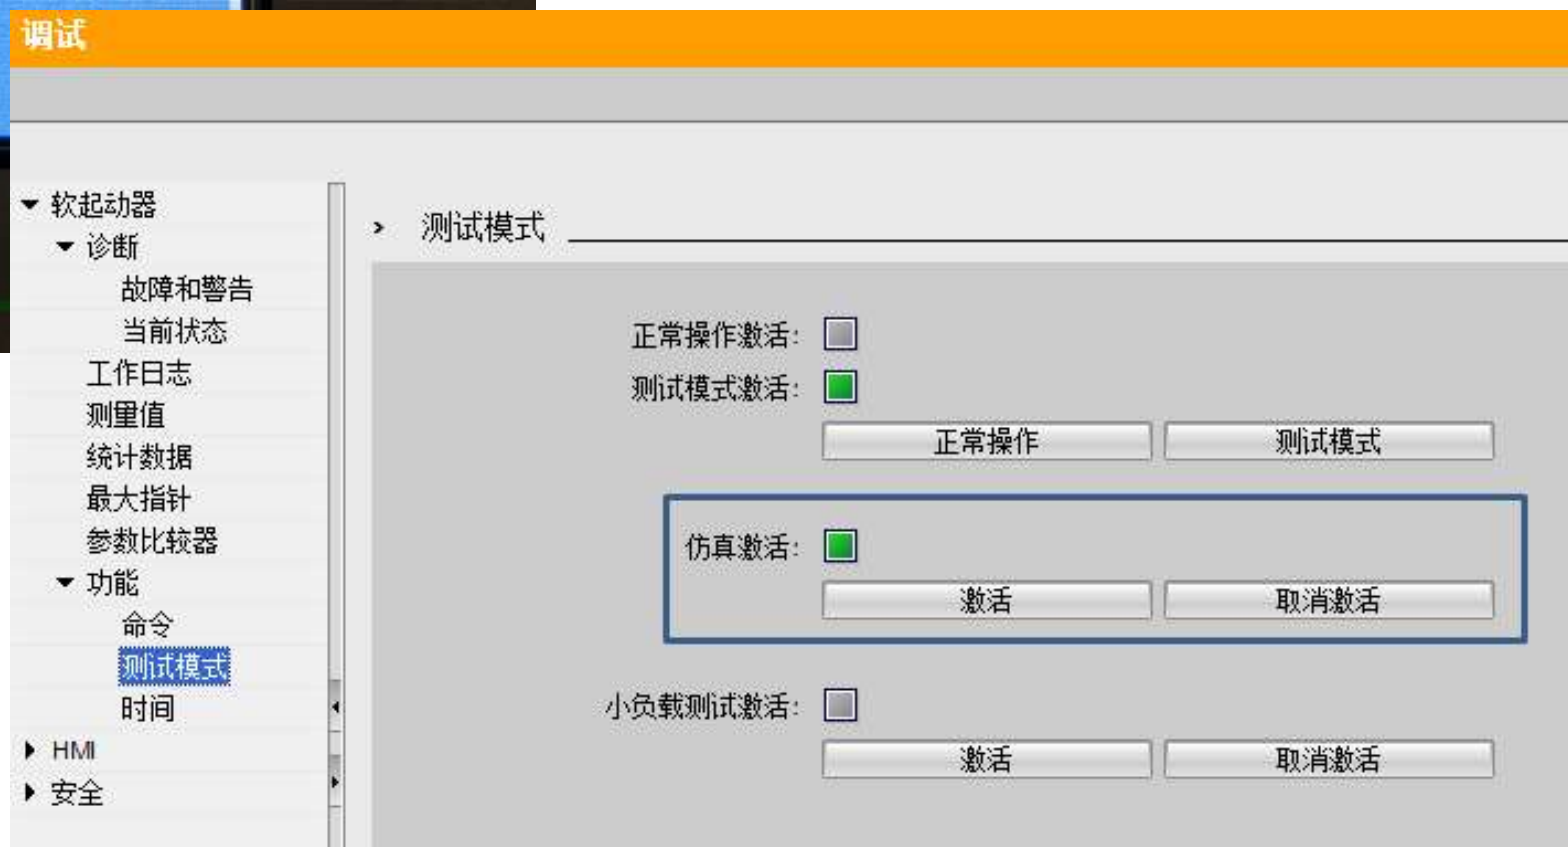 调试
软起动器
诊断
故障和警告
当前状态
工作日志
测量值
统计数据
最大指针
参数比较器
功能
命令
测试模式
时间
HMI
安全
测试模式
正常操作激活:
测试模式激活:
正常操作 测试模式
仿真激活:
激活 取消激活
小负载测试激活:
激活 取消激活